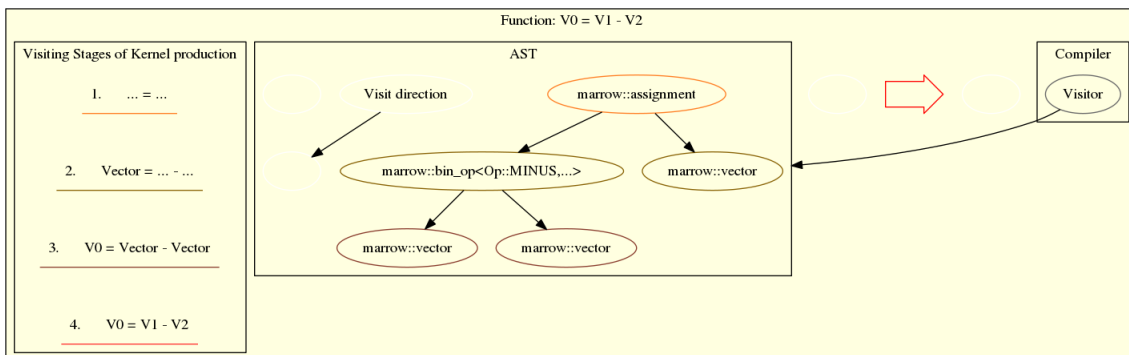 Function: V0 = V1 - V2
Visiting Stages of Kernel production
1. ... = ...
2. Vector = ... - ...
3. V0 = Vector - Vector
4. V0 = V1 - V2
AST
Visit direction
marrow::assignment
marrow::bin_op<Op::MINUS,...>
marrow::vector
marrow::vector
marrow::vector
Compiler
Visitor